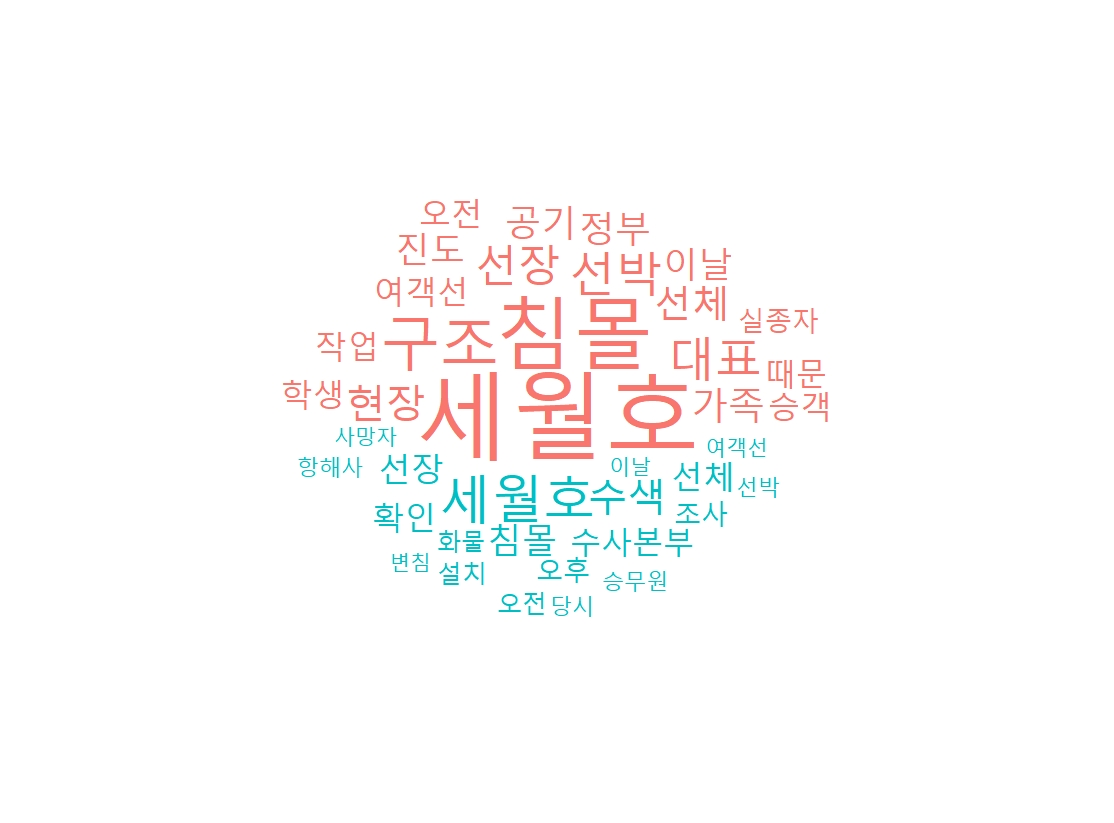 오전 공기 정부
진도 선장 선박 이날
여객선 선체
구조 침몰 실종자
작업 대표 때문
학생 현장 세월호 가족 승객
사망자 여객선
항해사 선장 이날 선체 선박
세월호 수색
확인 조사
화물 침몰 수사본부
변침 설치 오후 승무원
오전 당시